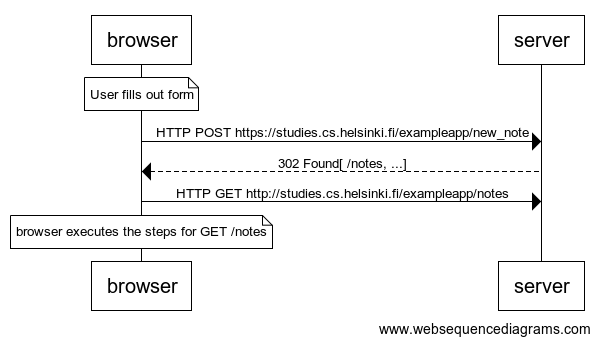 browser server
User fills out form
HTTP POST https://studies.cs.helsinki.fi/exampleapp/new_note
302 Found[ /notes, ...]
HTTP GET http://studies.cs.helsinki.fi/exampleapp/notes
browser executes the steps for GET /notes
browser server
www.websequencediagrams.com